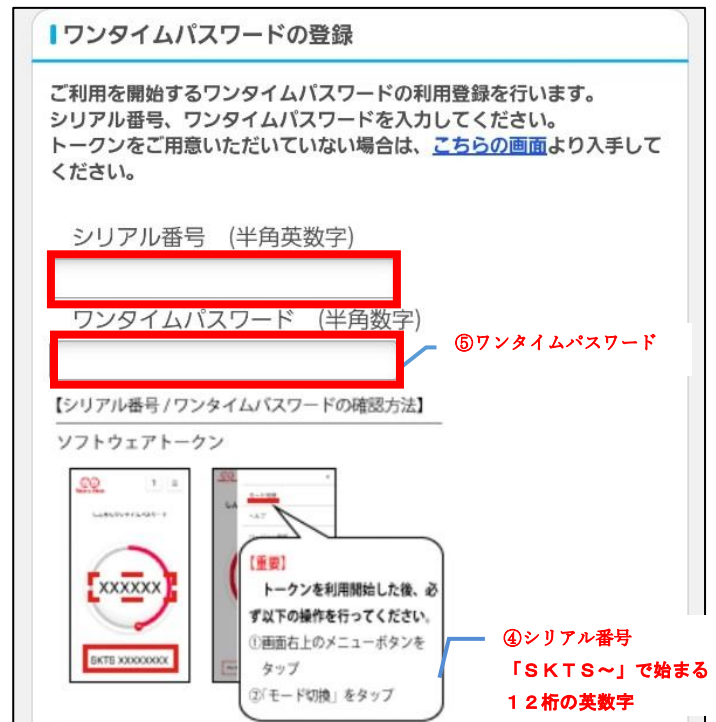 ワンタイムパスワードの登録
ご利用を開始するワンタイムパスワードの利用登録を行います。
シリアル番号、ワンタイムパスワードを入力してください。
トークンをご用意いただいていない場合は、こちらの画面より入手して
ください。
シリアル番号 (半角英数字)
ワンタイムパスワード (半角数字)
⑤ワンタイムパスワード
【シリアル番号/ワンタイムパスワードの確認方法】
ソフトウェアトークン
XXXXXX
SKTS XXXXXXXX
モード切換
ヘルプ
【重要】
トークンを利用開始した後、必
ず以下の操作を行ってください。
①画面右上のメニューボタンを
タップ
②「モード切換」をタップ
④シリアル番号
「SKTS～」で始まる
12桁の英数字